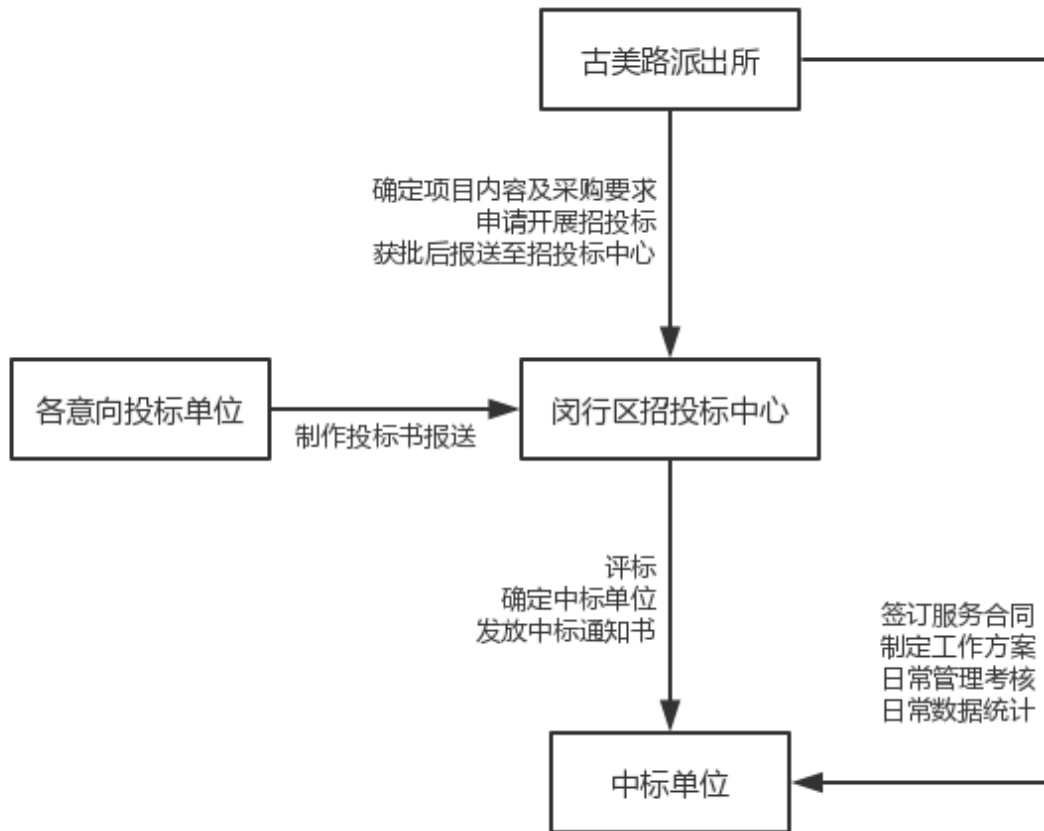 古美路派出所
确定项目内容及采购要求
申请开展招投标
获批后报送至招投标中心
各意向投标单位
制作投标书报送
闵行区招投标中心
评标
确定中标单位
发放中标通知书
签订服务合同
制定工作方案
日常管理考核
日常数据统计
中标单位